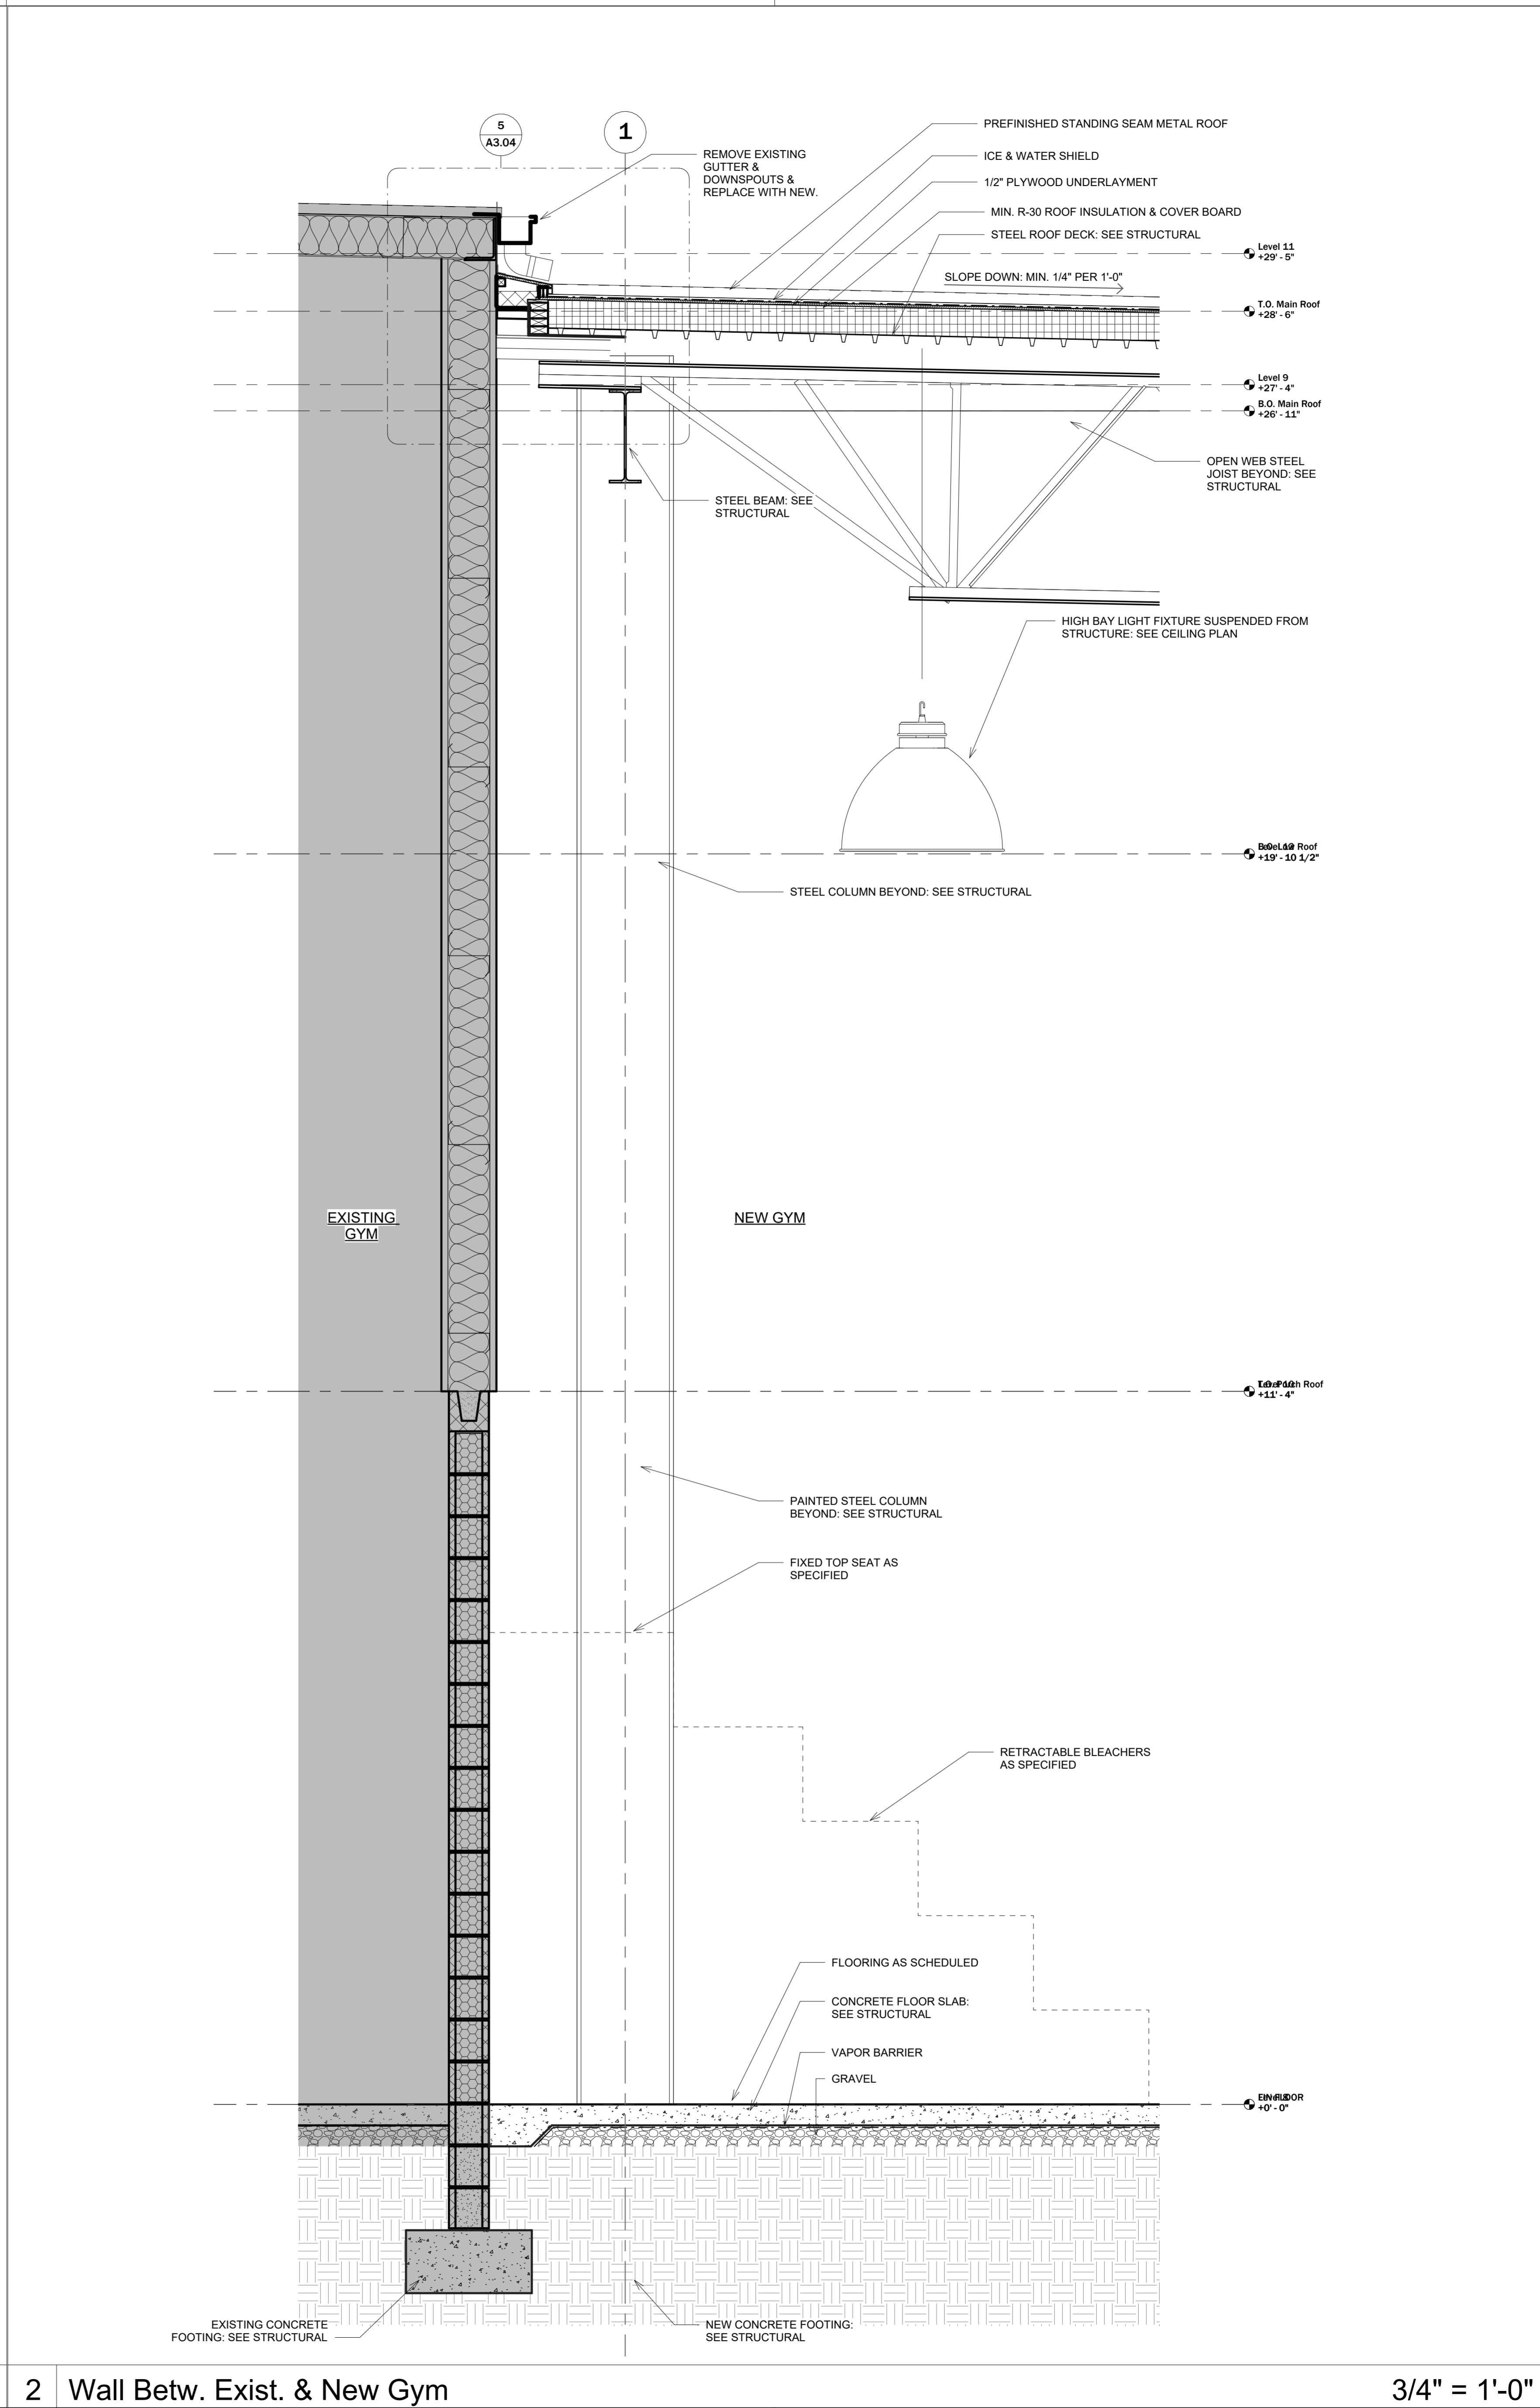 5
A3.04
1
REMOVE EXISTING
GUTTER &
DOWNSPOUTS &
REPLACE WITH NEW.
PREFINISHED STANDING SEAM METAL ROOF
ICE & WATER SHIELD
1/2" PLYWOOD UNDERLAYMENT
MIN. R-30 ROOF INSULATION & COVER BOARD
STEEL ROOF DECK: SEE STRUCTURAL
SLOPE DOWN: MIN. 1/4" PER 1'-0"
Level 11
+29' - 5"
T.O. Main Roof
+28' - 6"
Level 9
+27' - 4"
B.O. Main Roof
+26' - 11"
OPEN WEB STEEL
JOIST BEYOND: SEE
STRUCTURAL
STEEL BEAM: SEE
STRUCTURAL
HIGH BAY LIGHT FIXTURE SUSPENDED FROM
STRUCTURE: SEE CEILING PLAN
Roof
+19' - 10 1/2"
STEEL COLUMN BEYOND: SEE STRUCTURAL
EXISTING
GYM
NEW GYM
Roof
+11' - 4"
PAINTED STEEL COLUMN
BEYOND: SEE STRUCTURAL
FIXED TOP SEAT AS
SPECIFIED
RETRACTABLE BLEACHERS
AS SPECIFIED
FLOORING AS SCHEDULED
CONCRETE FLOOR SLAB:
SEE STRUCTURAL
VAPOR BARRIER
GRAVEL
+0' - 0"
EXISTING CONCRETE
FOOTING: SEE STRUCTURAL
NEW CONCRETE FOOTING:
SEE STRUCTURAL
2 Wall Betw. Exist. & New Gym 3/4" = 1'-0"